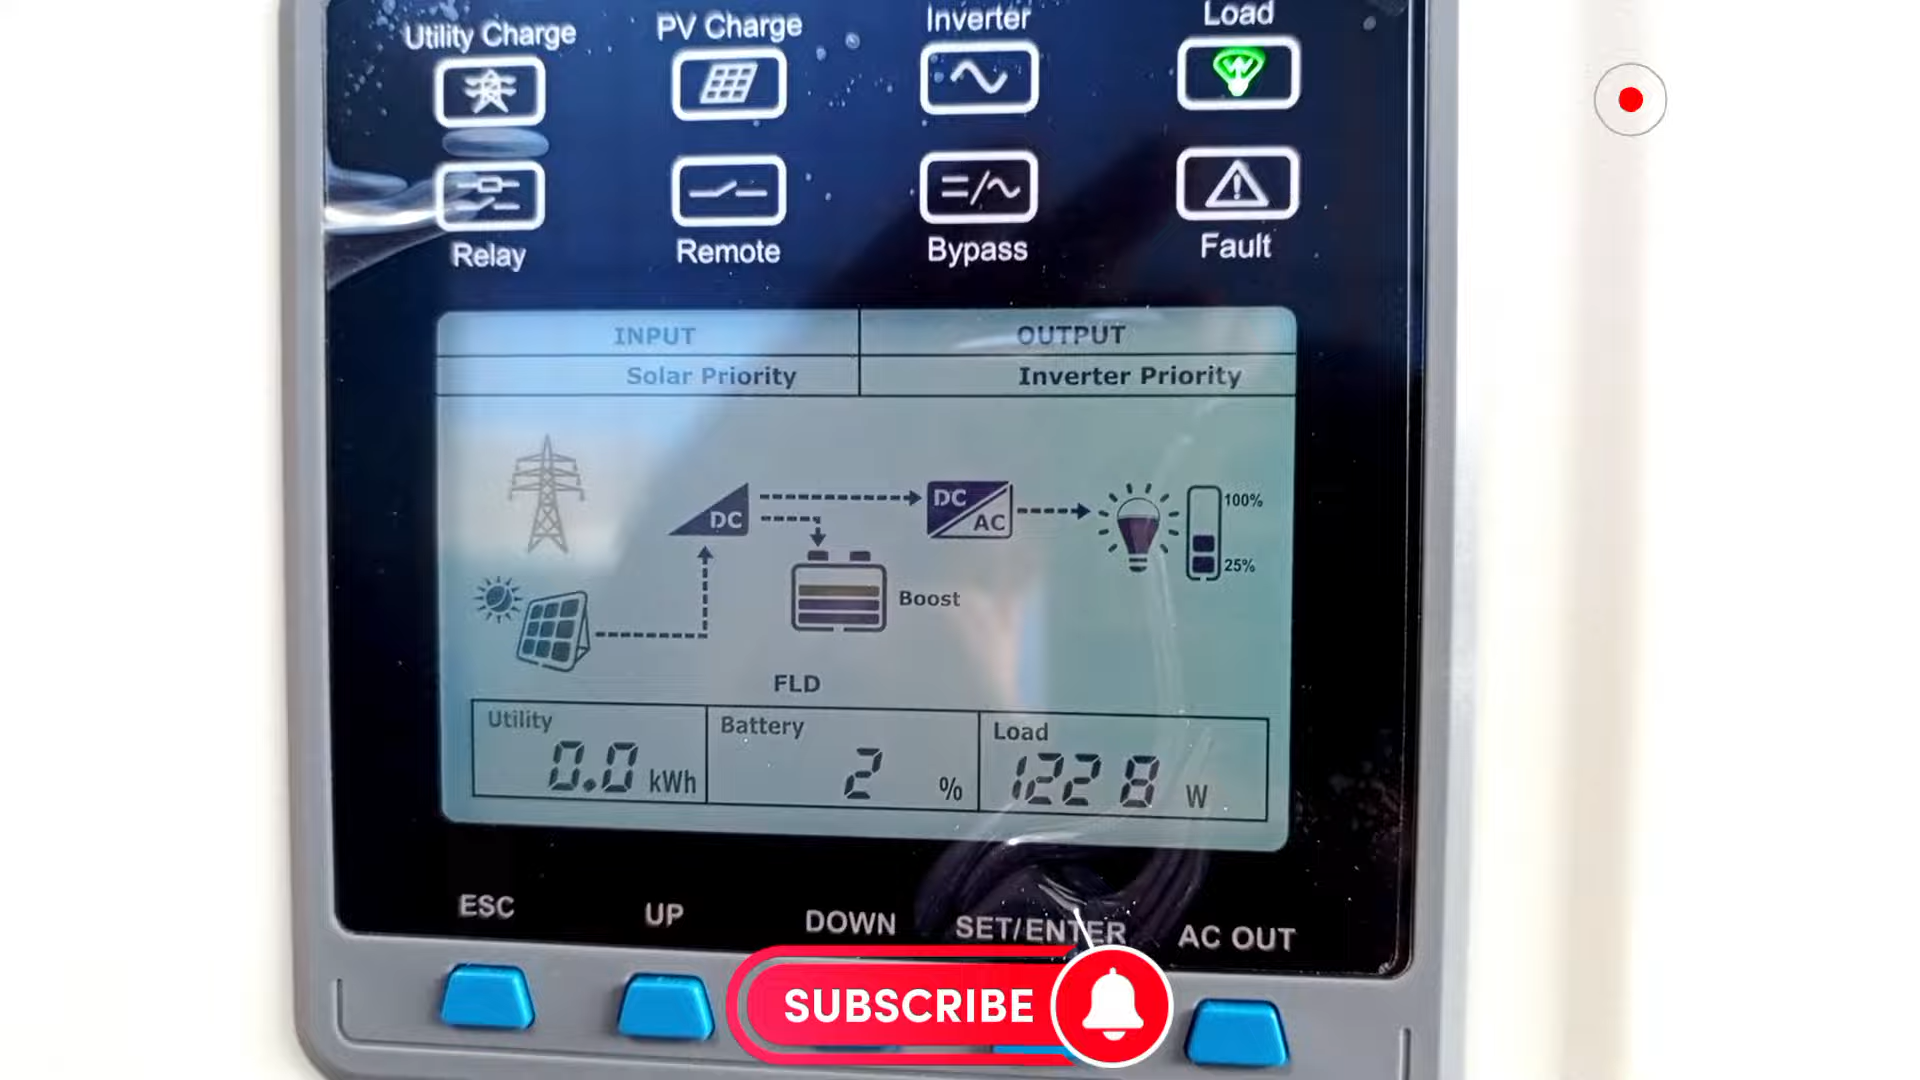 Utility Charge PV Charge Inverter Load
Relay Remote Bypass Fault
INPUT OUTPUT
Solar Priority Inverter Priority
DC
DC
AC
100%
25%
Boost
FLD
Utility Battery Load
0.0 kWh 2 % 1228 W
ESC UP DOWN SET/ENTER AC OUT
SUBSCRIBE